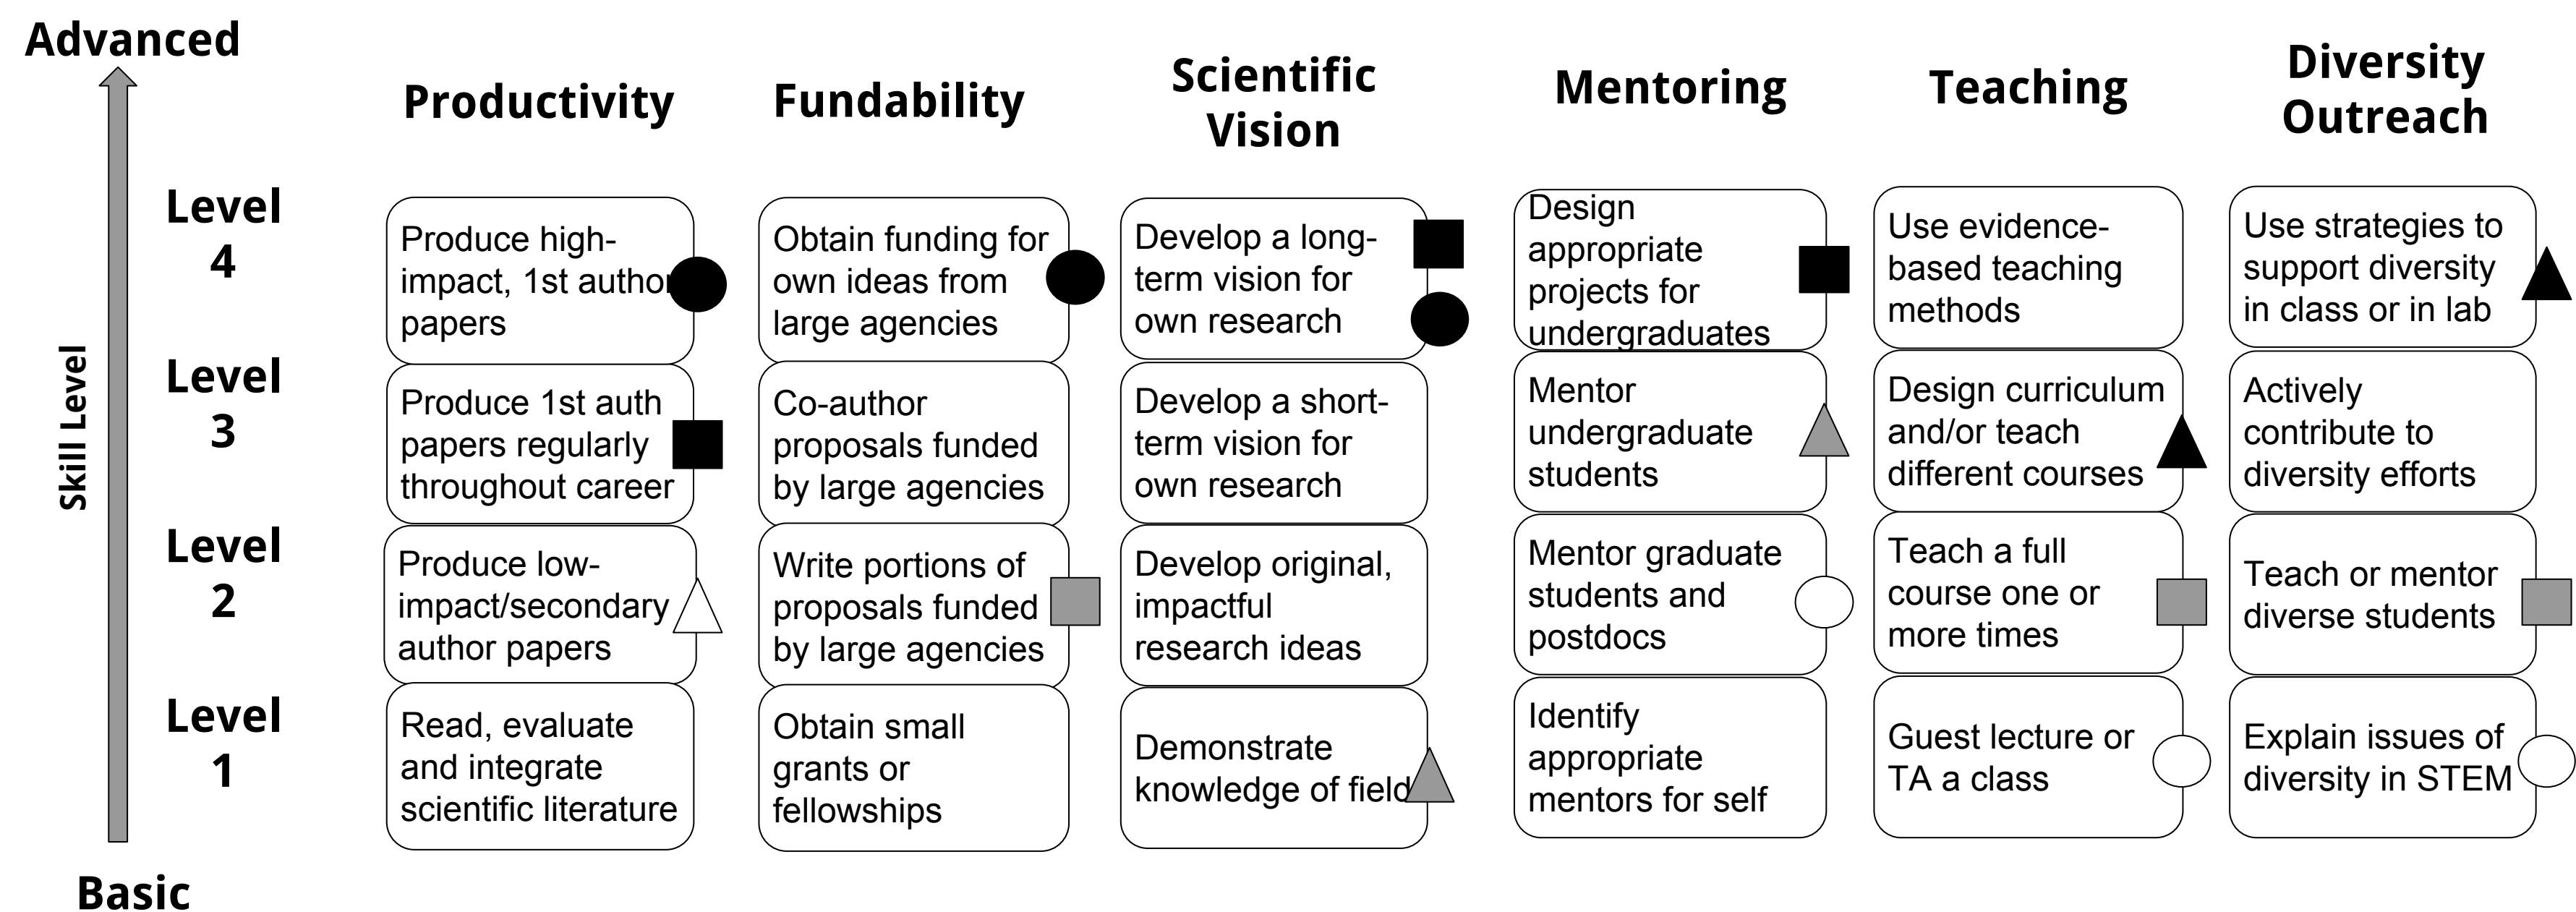 Advanced
Productivity
Fundability
Scientific
Vision
Mentoring
Teaching
Diversity
Outreach
Skill Level
Level
4
Produce high-
impact, 1st author
papers
Obtain funding for
own ideas from
large agencies
Develop a long-
term vision for
own research
Design
appropriate
projects for
undergraduates
Use evidence-
based teaching
methods
Use strategies to
support diversity
in class or in lab
Level
3
Produce 1st auth
papers regularly
throughout career
Co-author
proposals funded
by large agencies
Develop a short-
term vision for
own research
Mentor
undergraduate
students
Design curriculum
and/or teach
different courses
Actively
contribute to
diversity efforts
Level
2
Produce low-
impact/secondary
author papers
Write portions of
proposals funded
by large agencies
Develop original,
impactful
research ideas
Mentor graduate
students and
postdocs
Teach a full
course one or
more times
Teach or mentor
diverse students
Level
1
Read, evaluate
and integrate
scientific literature
Obtain small
grants or
fellowships
Demonstrate
knowledge of field
Identify
appropriate
mentors for self
Guest lecture or
TA a class
Explain issues of
diversity in STEM
Basic